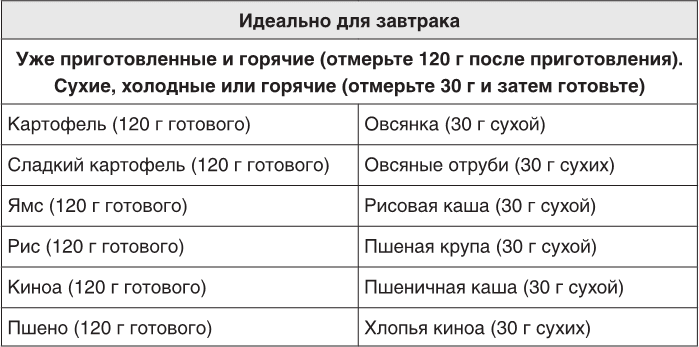 Идеально для завтрака
Уже приготовленные и горячие (отмерьте 120 г после приготовления).
Сухие, холодные или горячие (отмерьте 30 г и затем готовьте)
Картофель (120 г готового) Овсянка (30 г сухой)
Сладкий картофель (120 г готового) Овсяные отруби (30 г сухих)
Ямс (120 г готового) Рисовая каша (30 г сухой)
Рис (120 г готового) Пшеная крупа (30 г сухой)
Киноа (120 г готового) Пшеничная каша (30 г сухой)
Пшено (120 г готового) Хлопья киноа (30 г сухих)